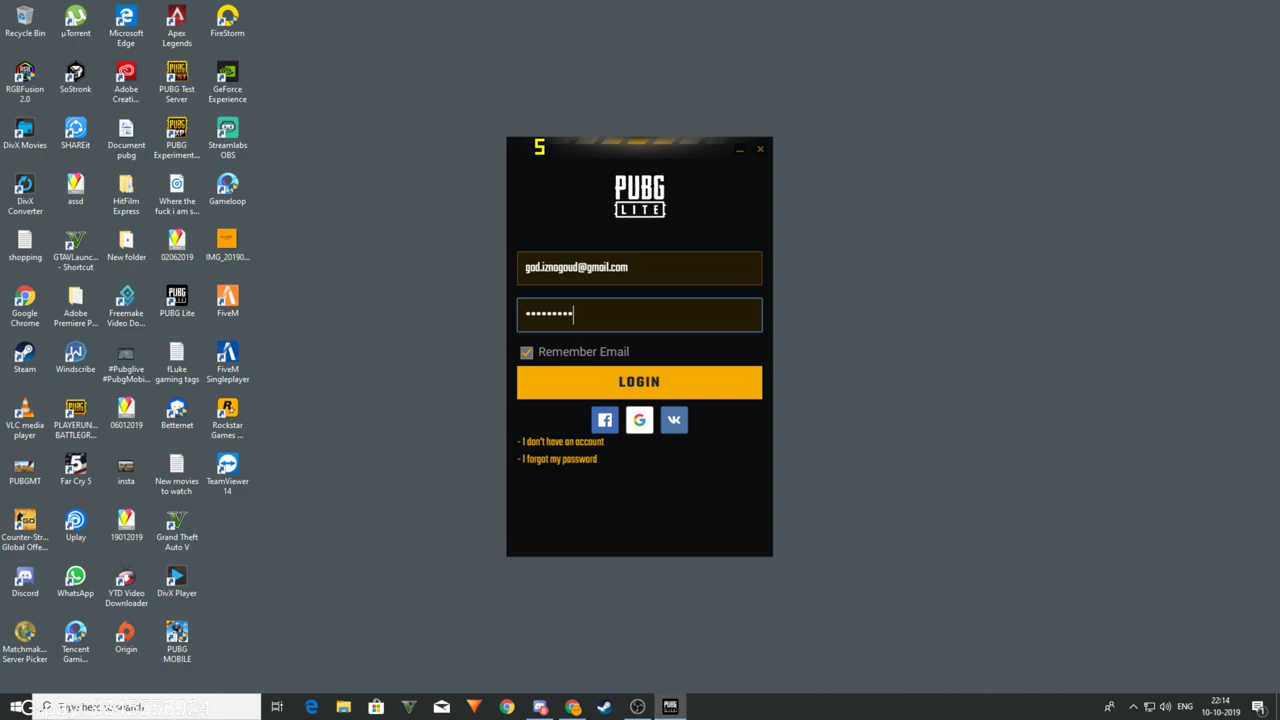 Recycle Bin
µTorrent
Microsoft
Edge
Apex
Legends
FireStorm
RGBFusion
2.0
SoStronk
Adobe
Creati...
PUBG Test
Server
GeForce
Experience
DivX Movies
SHAREit
Document
pubg
PUBG
Experiment...
Streamlabs
OBS
DivX
Converter
assd
HitFilm
Express
Where the
fuck i am s...
Gameloop
shopping
GTAVLaunc...
- Shortcut
New folder
02062019
IMG_20190...
Google
Chrome
Adobe
Premiere P...
Freemake
Video Do...
PUBG Lite
FiveM
Steam
Windscribe
#Pubglive
#PubgMobi...
fLuke
gaming tags
FiveM
Singleplayer
VLC media
player
PLAYERUN...
BATTLEGR...
06012019
Betternet
Rockstar
Games ...
PUBGMT
Far Cry 5
insta
New movies
to watch
TeamViewer
14
Counter-Str...
Global Offe...
Uplay
19012019
Grand Theft
Auto V
Discord
WhatsApp
YTD Video
Downloader
DivX Player
Matchmak...
Server Picker
Tencent
Gami...
Origin
PUBG
MOBILE
5
PUBG
LITE
god.iznogoud@gmail.com
•••••••••
Remember Email
LOGIN
- I don't have an account
- I forgot my password
Type here to search
ENG
22:14
10-10-2019